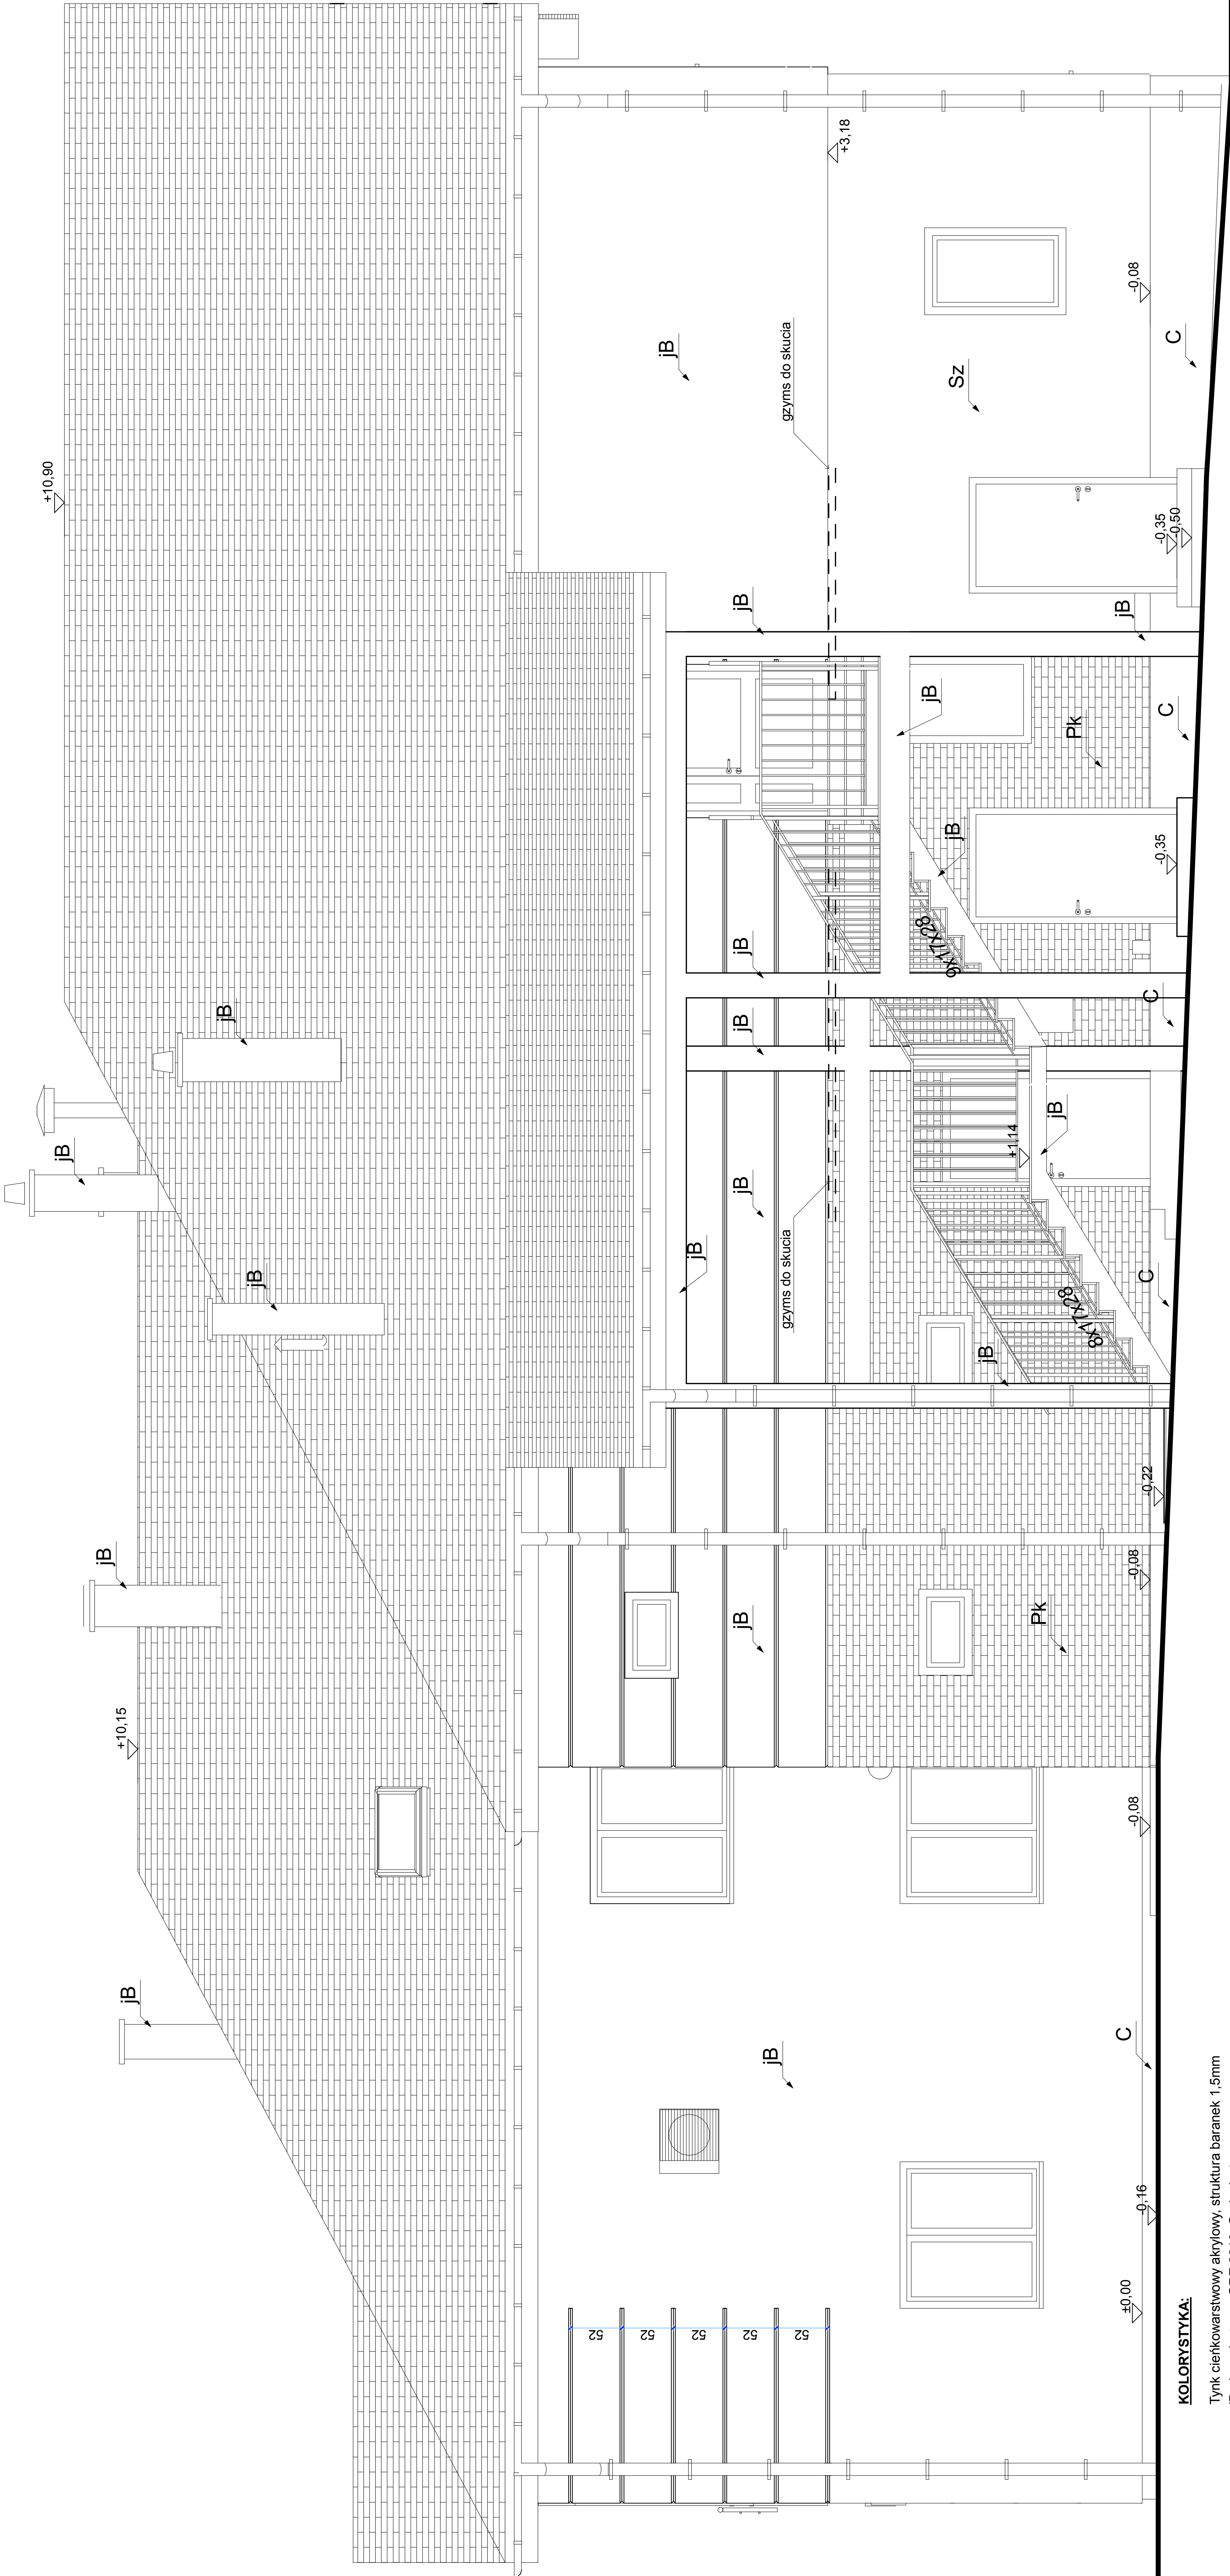 +10,90
jB
jB
+10,15
jB
jB
jB
52
52
52
52
52
jB
jB
jB
jB
jB
jB
jB
jB
gzyms do skucia
gzyms do skucia
+3,18
jB
9x17x28
jB
Sz
jB
+1,14
Pk
jB
Pk
8x17x28
jB
C
±0,00
-0,08
-0,08
-0,08
-0,16
-0,22
C
C
-0,35
-0,35
C
C
-0,50
KOLORYSTYKA:
Tynk cieńkowarstwowy akrylowy, struktura baranek 1,5mm